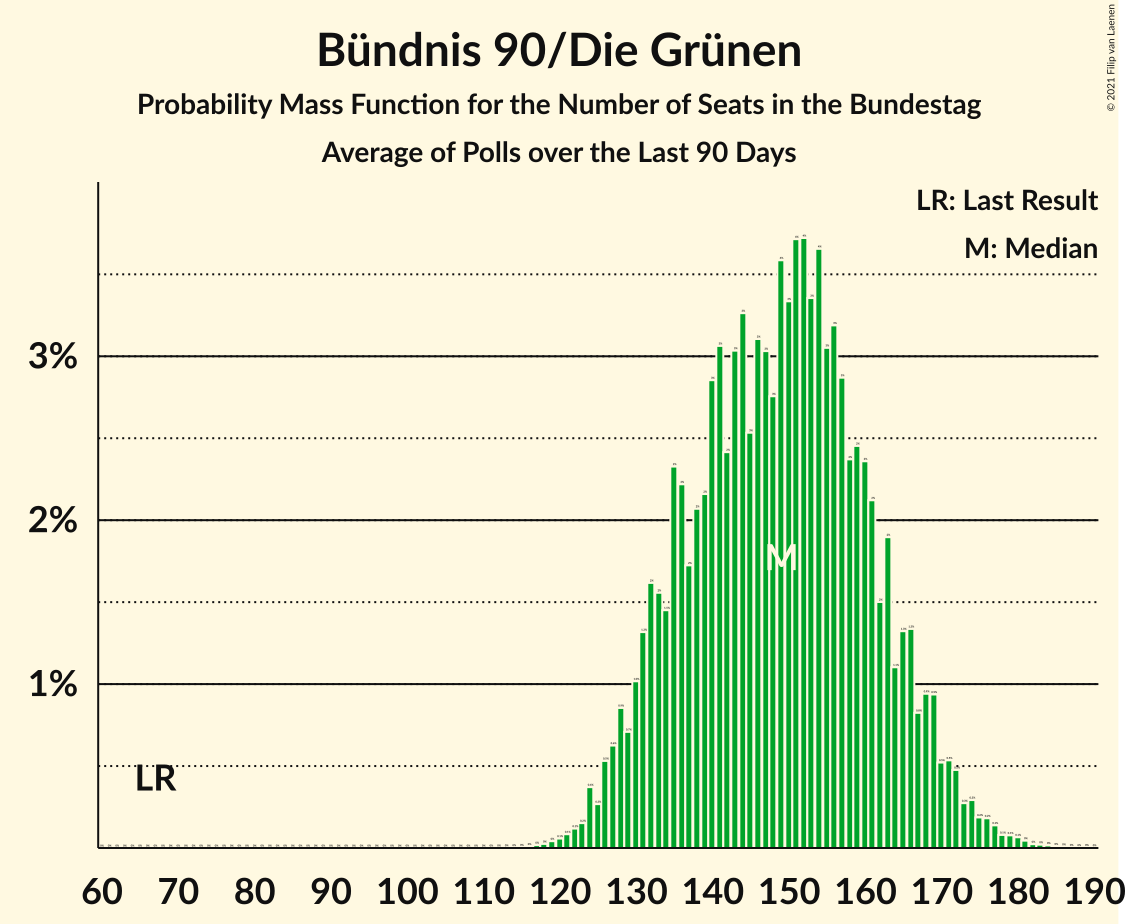 Bündnis 90/Die Grünen
Probability Mass Function for the Number of Seats in the Bundestag
Average of Polls over the Last 90 Days
© 2021 Filip van Laenen
LR: Last Result
M: Median
3%
2%
1%
M
LR
60 70 80 90 100 110 120 130 140 150 160 170 180 190